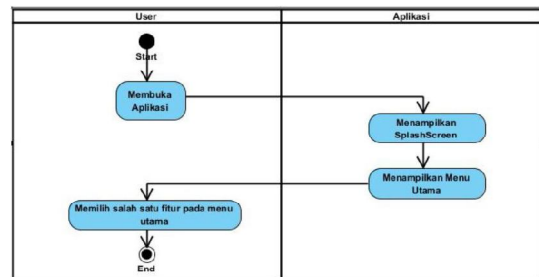 User
Aplikasi
Start
Membuka
Aplikasi
Menampilkan
SplashScreen
Menampilkan Menu
Utama
Memilih salah satu fitur pada menu
utama
End